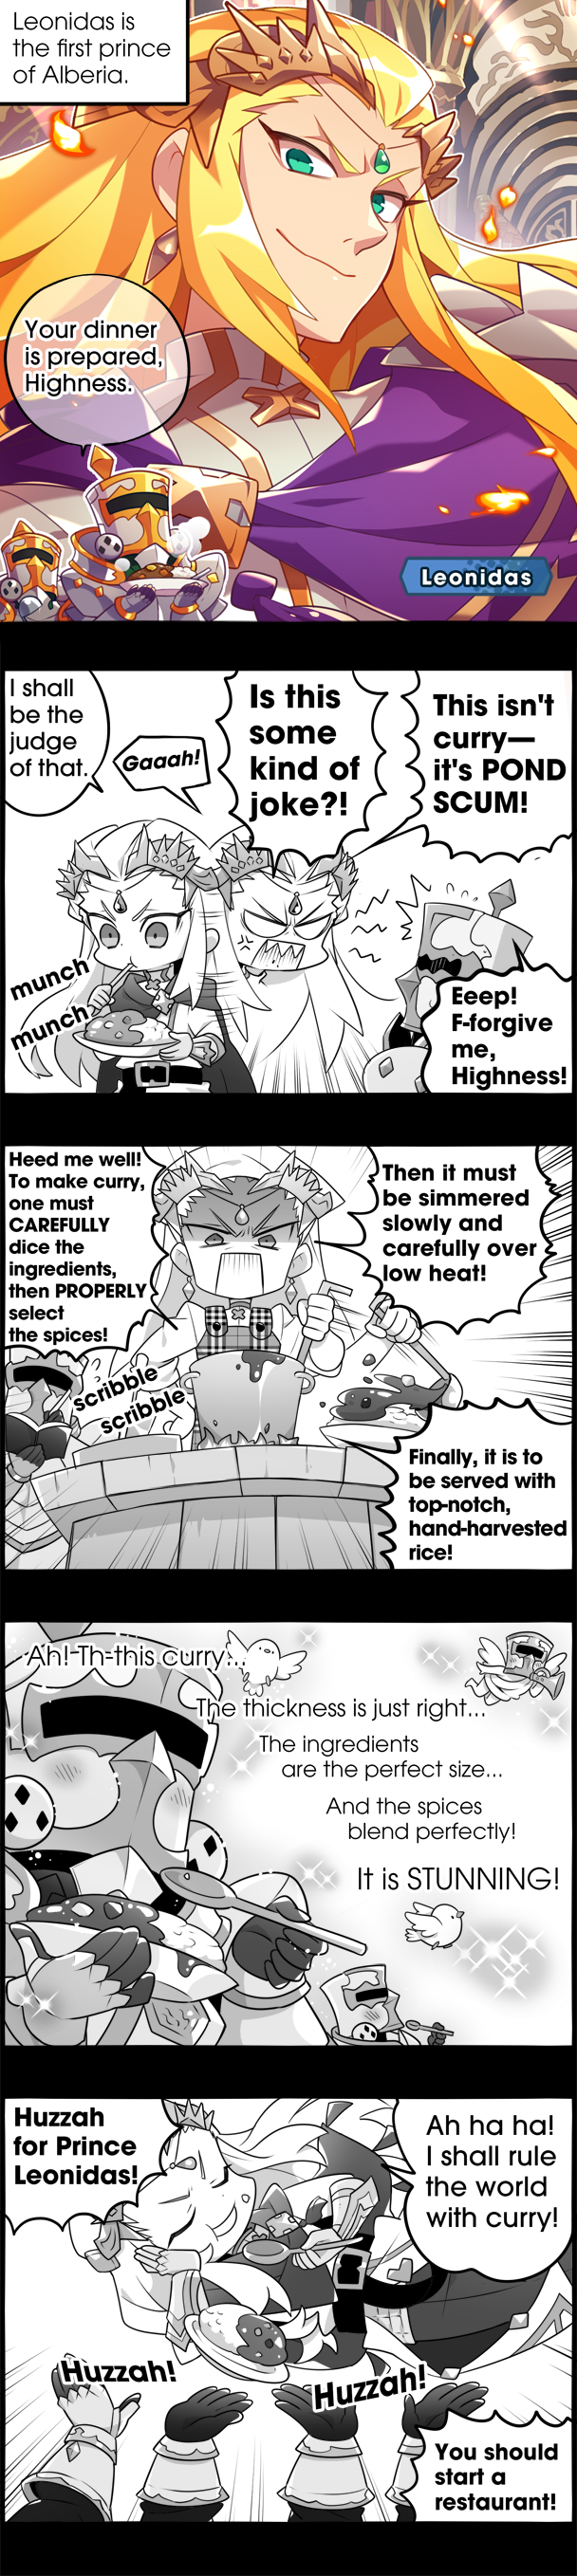 Leonidas is
the first prince
of Alberia.
Your dinner
is prepared,
Highness.
Leonidas
I shall
be the
judge
of that.
Gaaah!
Is this
some
kind of
joke?!
This isn't
curry—
it's POND
SCUM!
munch
munch
Eeep!
F-forgive
me,
Highness!
Heed me well!
To make curry,
one must
CAREFULLY
dice the
ingredients,
then PROPERLY
select
the spices!
Then it must
be simmered
slowly and
carefully over
low heat!
scribble
scribble
Finally, it is to
be served with
top-notch,
hand-harvested
rice!
Ah! Th-this curry...
The thickness is just right...
The ingredients
are the perfect size...
And the spices
blend perfectly!
It is STUNNING!
Huzzah
for Prince
Leonidas!
Ah ha ha!
I shall rule
the world
with curry!
Huzzah!
Huzzah!
You should
start a
restaurant!